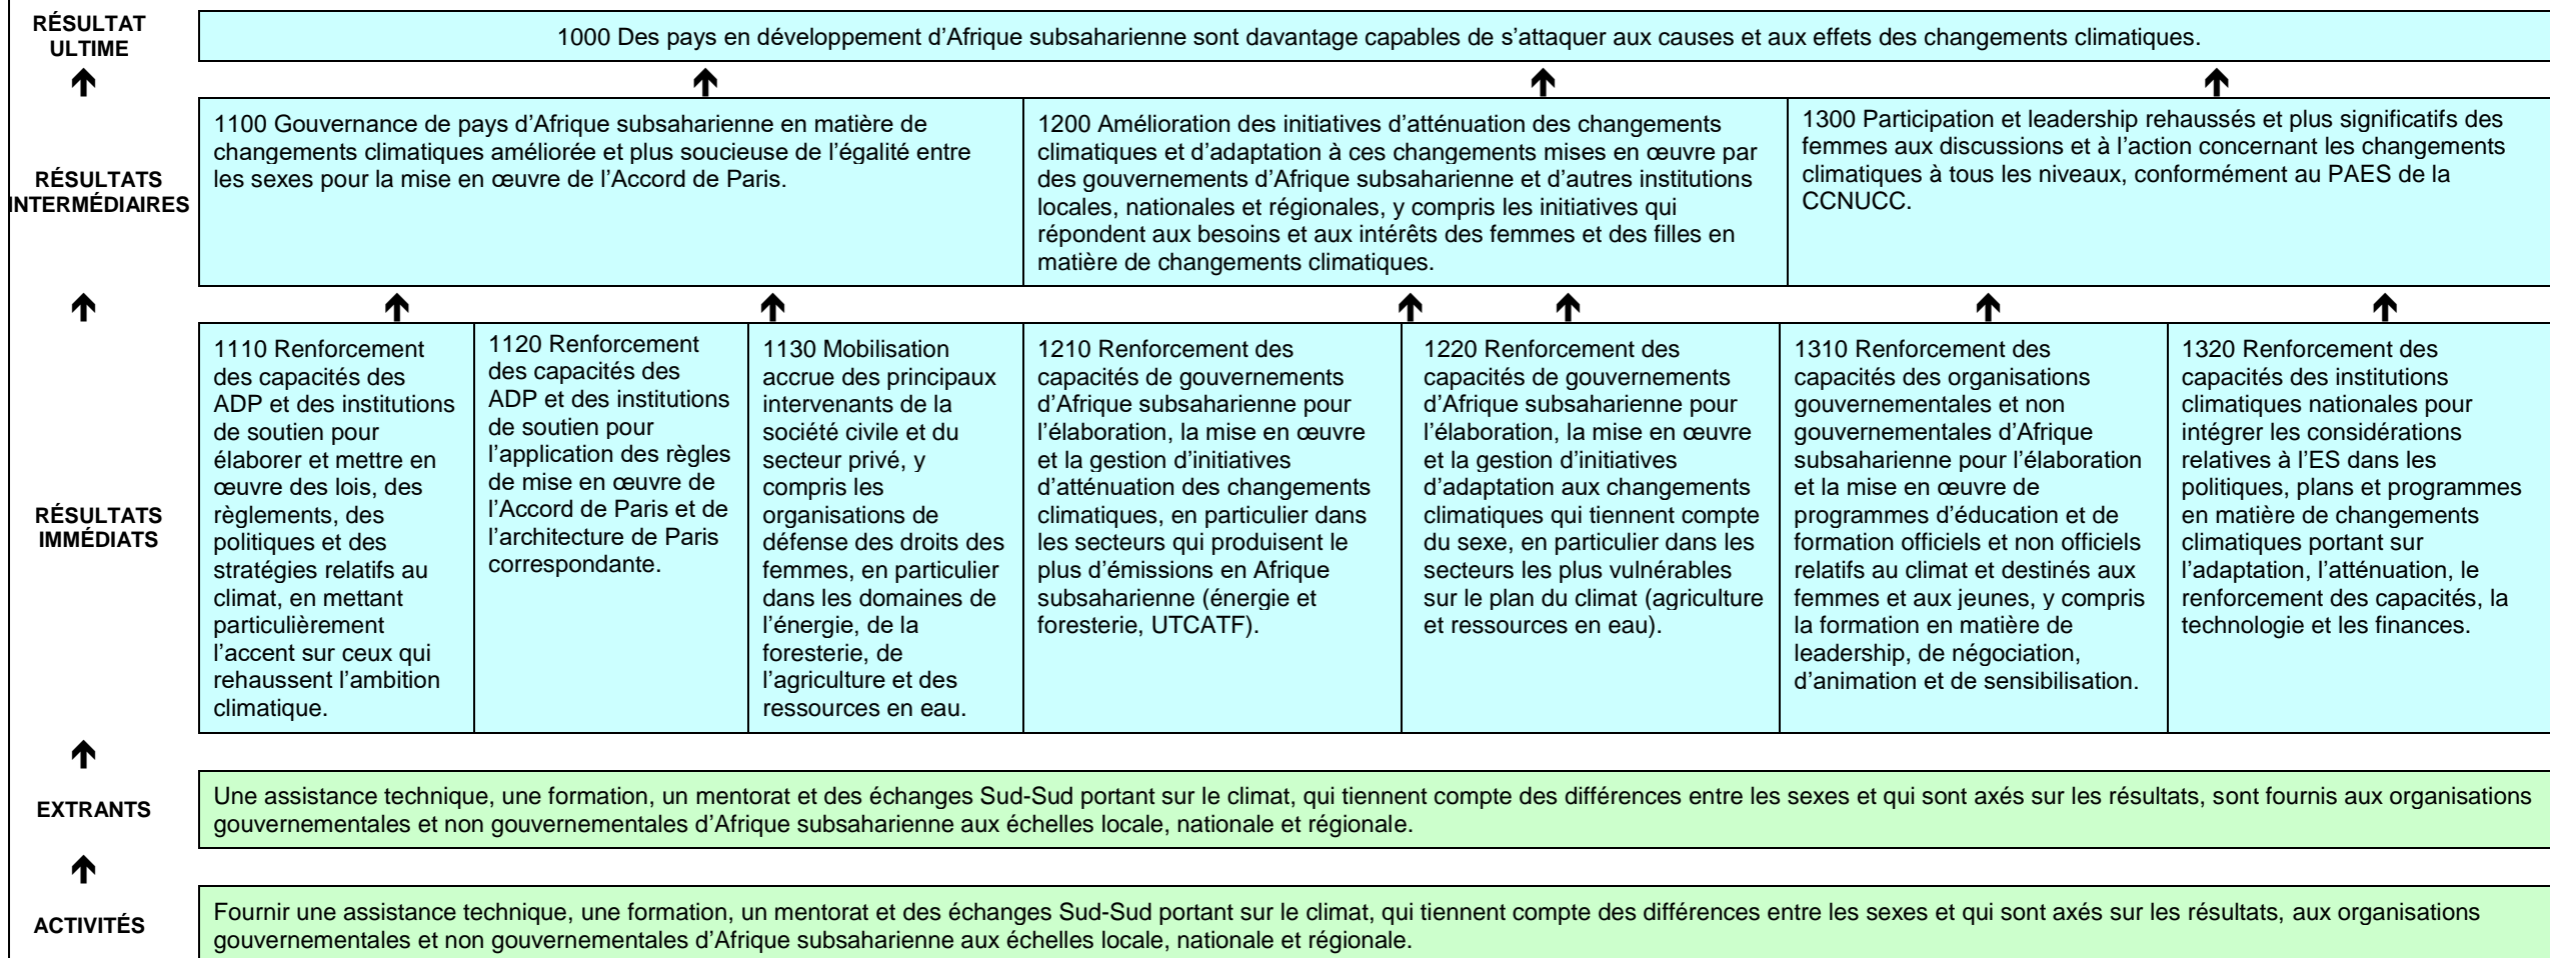 RÉSULTAT
ULTIME
1000 Des pays en développement d’Afrique subsaharienne sont davantage capables de s’attaquer aux causes et aux effets des changements climatiques.
RÉSULTATS
INTERMÉDIAIRES
1100 Gouvernance de pays d’Afrique subsaharienne en matière de
changements climatiques améliorée et plus soucieuse de l’égalité entre
les sexes pour la mise en œuvre de l’Accord de Paris.
1200 Amélioration des initiatives d’atténuation des changements
climatiques et d’adaptation à ces changements mises en œuvre par
des gouvernements d’Afrique subsaharienne et d’autres institutions
locales, nationales et régionales, y compris les initiatives qui
répondent aux besoins et aux intérêts des femmes et des filles en
matière de changements climatiques.
1300 Participation et leadership rehaussés et plus significatifs des
femmes aux discussions et à l’action concernant les changements
climatiques à tous les niveaux, conformément au PAES de la
CCNUCC.
RÉSULTATS
IMMÉDIATS
1110 Renforcement
des capacités des
ADP et des institutions
de soutien pour
élaborer et mettre en
œuvre des lois, des
règlements, des
politiques et des
stratégies relatifs au
climat, en mettant
particulièrement
l’accent sur ceux qui
rehaussent l’ambition
climatique.
1120 Renforcement
des capacités des
ADP et des institutions
de soutien pour
l’application des règles
de mise en œuvre de
l’Accord de Paris et de
l’architecture de Paris
correspondante.
1130 Mobilisation
accrue des principaux
intervenants de la
société civile et du
secteur privé, y
compris les
organisations de
défense des droits des
femmes, en particulier
dans les domaines de
l’énergie, de la
foresterie, de
l’agriculture et des
ressources en eau.
1210 Renforcement des
capacités de gouvernements
d’Afrique subsaharienne pour
l’élaboration, la mise en œuvre
et la gestion d’initiatives
d’atténuation des changements
climatiques, en particulier dans
les secteurs qui produisent le
plus d’émissions en Afrique
subsaharienne (énergie et
foresterie, UTCATF).
1220 Renforcement des
capacités de gouvernements
d’Afrique subsaharienne pour
l’élaboration, la mise en œuvre
et la gestion d’initiatives
d’adaptation aux changements
climatiques qui tiennent compte
du sexe, en particulier dans les
secteurs les plus vulnérables
sur le plan du climat (agriculture
et ressources en eau).
1310 Renforcement des
capacités des organisations
gouvernementales et non
gouvernementales d’Afrique
subsaharienne pour l’élaboration
et la mise en œuvre de
programmes d’éducation et de
formation officiels et non officiels
relatifs au climat et destinés aux
femmes et aux jeunes, y compris
la formation en matière de
leadership, de négociation,
d’animation et de sensibilisation.
1320 Renforcement des
capacités des institutions
climatiques nationales pour
intégrer les considérations
relatives à l’ES dans les
politiques, plans et programmes
en matière de changements
climatiques portant sur
l’adaptation, l’atténuation, le
renforcement des capacités, la
technologie et les finances.
EXTRANTS
Une assistance technique, une formation, un mentorat et des échanges Sud-Sud portant sur le climat, qui tiennent compte des différences entre les sexes et qui sont axés sur les résultats, sont fournis aux organisations
gouvernementales et non gouvernementales d’Afrique subsaharienne aux échelles locale, nationale et régionale.
ACTIVITÉS
Fournir une assistance technique, une formation, un mentorat et des échanges Sud-Sud portant sur le climat, qui tiennent compte des différences entre les sexes et qui sont axés sur les résultats, aux organisations
gouvernementales et non gouvernementales d’Afrique subsaharienne aux échelles locale, nationale et régionale.